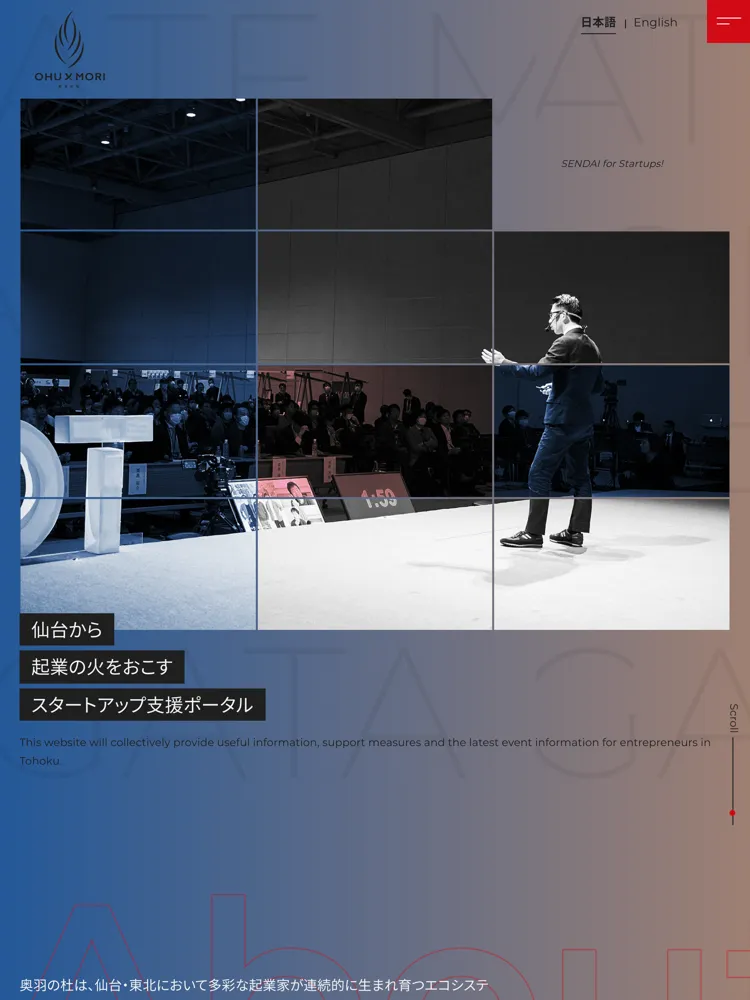 OHU X MORI
日本語 | English
SENDAI for Startups!
1:50
仙台から
起業の火をおこす
スタートアップ支援ポータル
This website will collectively provide useful information, support measures and the latest event information for entrepreneurs in
Tohoku.
Scroll
About
奥羽の杜は、仙台・東北において多彩な起業家が連続的に生まれ育つエコシステ